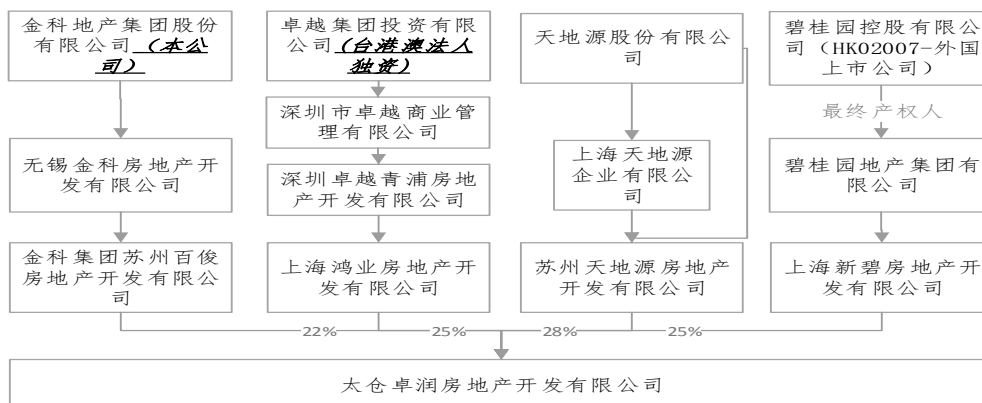 金科地产集团股份
有限公司（本公
司）
卓越集团投资有限
公司(台港澳法人
独资)
天地源股份有限公
司
碧桂园控股有限公
司（HK02007-外国
上市公司）
深圳市卓越商业管
理有限公司
最终产权人
无锡金科房地产开
发有限公司
深圳卓越青浦房地
产开发有限公司
上海天地源
企业有限公
司
碧桂园地产集团有
限公司
金科集团苏州百俊
房地产开发有限公
司
上海鸿业房地产开
发有限公司
苏州天地源房地产
开发有限公司
上海新碧房地产开
发有限公司
22%
25%
28%
25%
太仓卓润房地产开发有限公司